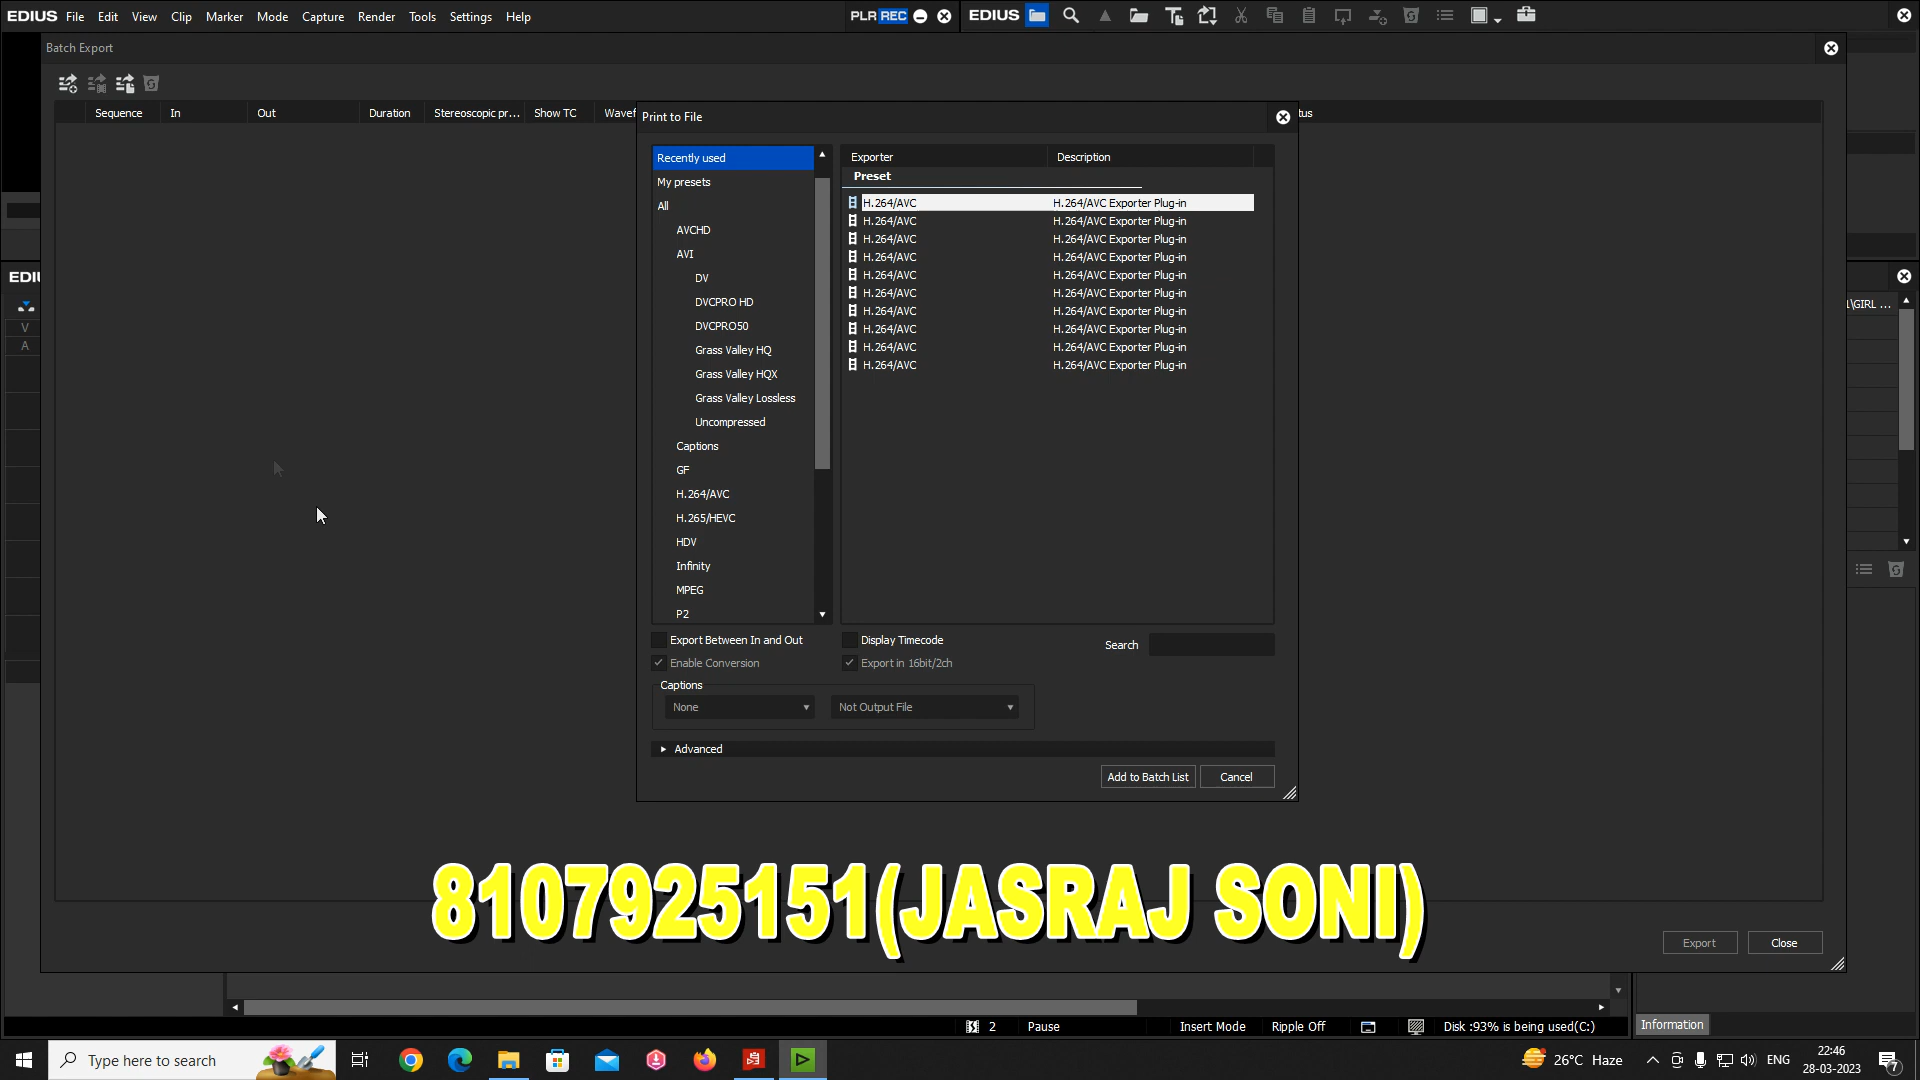 EDIUS File Edit View Clip Marker Mode Capture Render Tools Settings Help
PLR REC
EDIUS
Batch Export
Sequence In Out Duration Stereoscopic pr... Show TC Wavef
tus
Print to File
Recently used
My presets
All
AVCHD
AVI
DV
DVCPRO HD
DVCPRO50
Grass Valley HQ
Grass Valley HQX
Grass Valley Lossless
Uncompressed
Captions
GF
H.264/AVC
H.265/HEVC
HDV
Infinity
MPEG
P2
Exporter Description
Preset
H.264/AVC H.264/AVC Exporter Plug-in
H.264/AVC H.264/AVC Exporter Plug-in
H.264/AVC H.264/AVC Exporter Plug-in
H.264/AVC H.264/AVC Exporter Plug-in
H.264/AVC H.264/AVC Exporter Plug-in
H.264/AVC H.264/AVC Exporter Plug-in
H.264/AVC H.264/AVC Exporter Plug-in
H.264/AVC H.264/AVC Exporter Plug-in
H.264/AVC H.264/AVC Exporter Plug-in
H.264/AVC H.264/AVC Exporter Plug-in
Export Between In and Out Display Timecode
Search
Enable Conversion Export in 16bit/2ch
Captions
None Not Output File
Advanced
Add to Batch List Cancel
EDIU
V
A
1\GIRL ...
8107925151(JASRAJ SONI)
Export Close
2 Pause Insert Mode Ripple Off Disk :93% is being used(C:)
Information
Type here to search
26°C Haze
ENG
22:46
28-03-2023
7